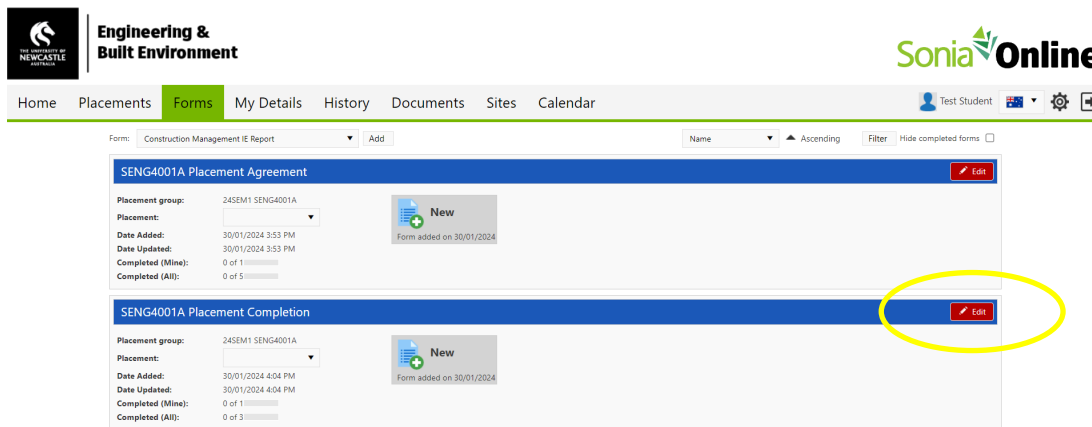 THE UNIVERSITY OF
NEWCASTLE
AUSTRALIA
Engineering &
Built Environment
Sonia Online
Home Placements Forms My Details History Documents Sites Calendar Test Student
Form: Construction Management IE Report Add Name Ascending Filter Hide completed forms
SENG4001A Placement Agreement Edit
Placement group: 24SEM1 SENG4001A
Placement:
Date Added: 30/01/2024 3:53 PM
Date Updated: 30/01/2024 3:53 PM
Completed (Mine): 0 of 1
Completed (All): 0 of 5
New
Form added on 30/01/2024
SENG4001A Placement Completion Edit
Placement group: 24SEM1 SENG4001A
Placement:
Date Added: 30/01/2024 4:04 PM
Date Updated: 30/01/2024 4:04 PM
Completed (Mine): 0 of 1
Completed (All): 0 of 3
New
Form added on 30/01/2024